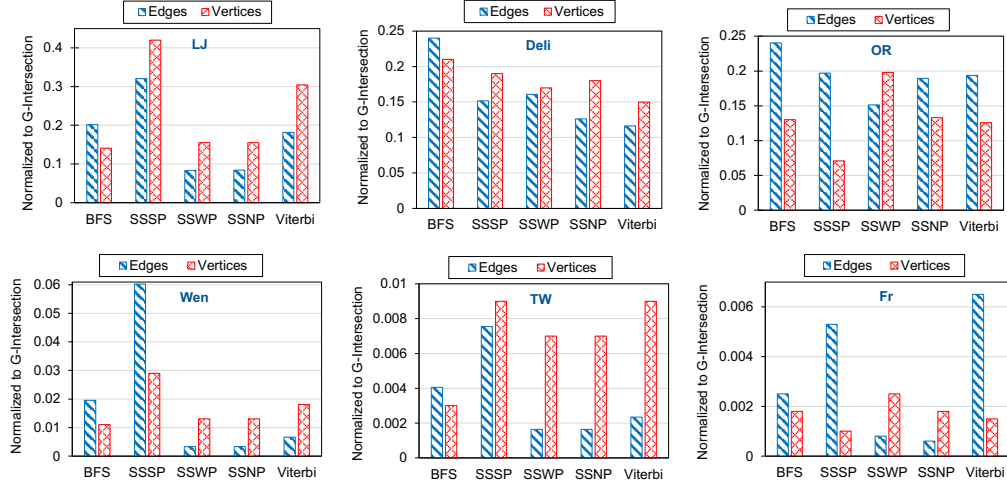 Edges Vertices
LJ
Normalized to G-Intersection
0.4
0.3
0.2
0.1
0
BFS SSSP SSWP SSNP Viterbi
Edges Vertices
Deli
Normalized to G-Intersection
0.25
0.2
0.15
0.1
0.05
0
BFS SSSP SSWP SSNP Viterbi
Edges Vertices
OR
Normalized to G-Intersection
0.25
0.2
0.15
0.1
0.05
0
BFS SSSP SSWP SSNP Viterbi
Edges Vertices
Wen
Normalized to G-Intersection
0.06
0.05
0.04
0.03
0.02
0.01
0
BFS SSSP SSWP SSNP Viterbi
Edges Vertices
TW
Normalized to G-Intersection
0.01
0.008
0.006
0.004
0.002
0
BFS SSSP SSWP SSNP Viterbi
Edges Vertices
Fr
Normalized to G-Intersection
0.006
0.004
0.002
0
BFS SSSP SSWP SSNP Viterbi